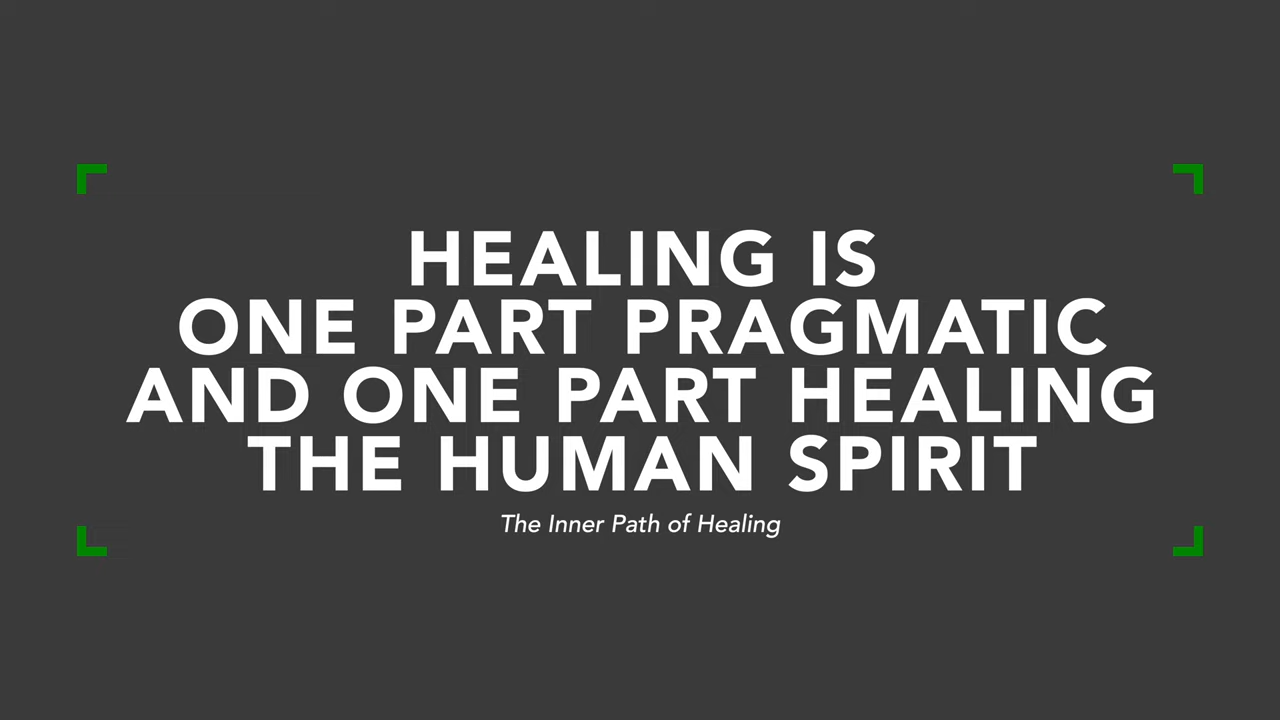 HEALING IS
ONE PART PRAGMATIC
AND ONE PART HEALING
THE HUMAN SPIRIT
The Inner Path of Healing